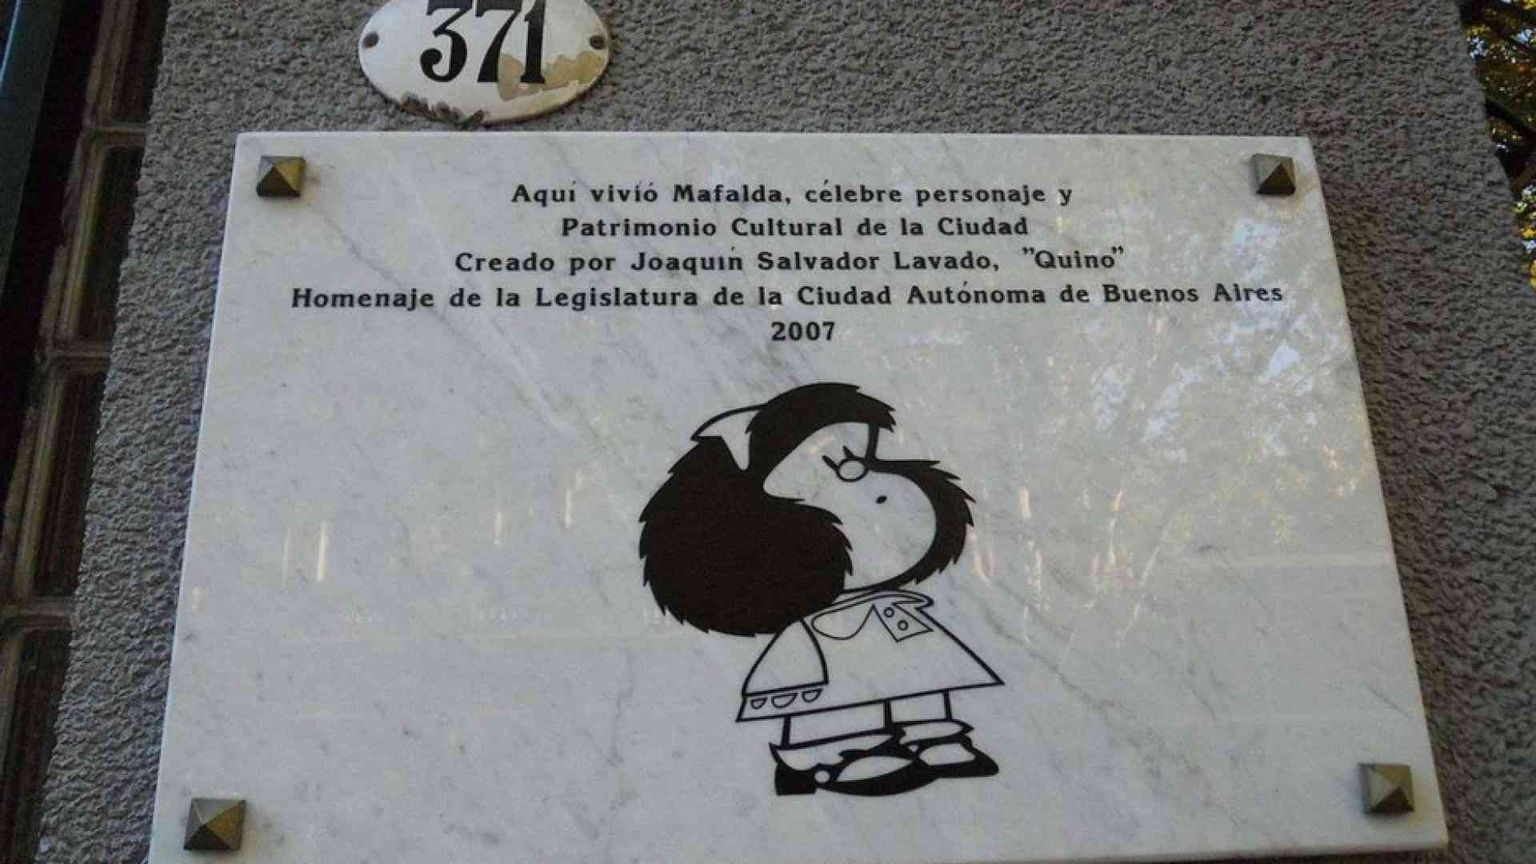 371
Aquí vivió Mafalda, célebre personaje y
Patrimonio Cultural de la Ciudad
Creado por Joaquín Salvador Lavado, "Quino"
Homenaje de la Legislatura de la Ciudad Autónoma de Buenos Aires
2007